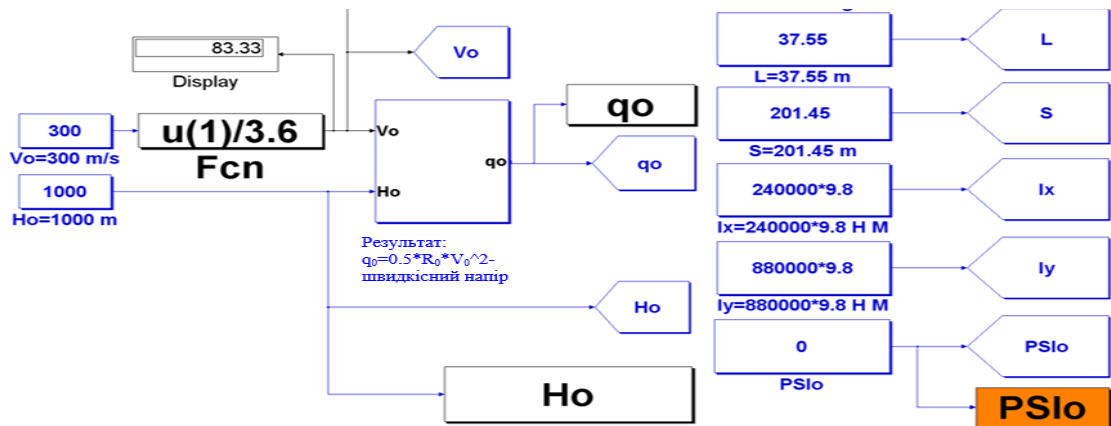 83.33
Display
Vo
300
Vo=300 m/s
u(1)/3.6
Fcn
1000
Ho=1000 m
Vo
Ho
qo
qo
qo
Результат:
q₀=0.5*R₀*V₀^2-
швидкісний напір
Ho
Ho
37.55
L=37.55 m
L
201.45
S=201.45 m
S
240000*9.8
Ix=240000*9.8 H M
Ix
880000*9.8
Iy=880000*9.8 H M
Iy
0
PSIo
PSIo
PSIo